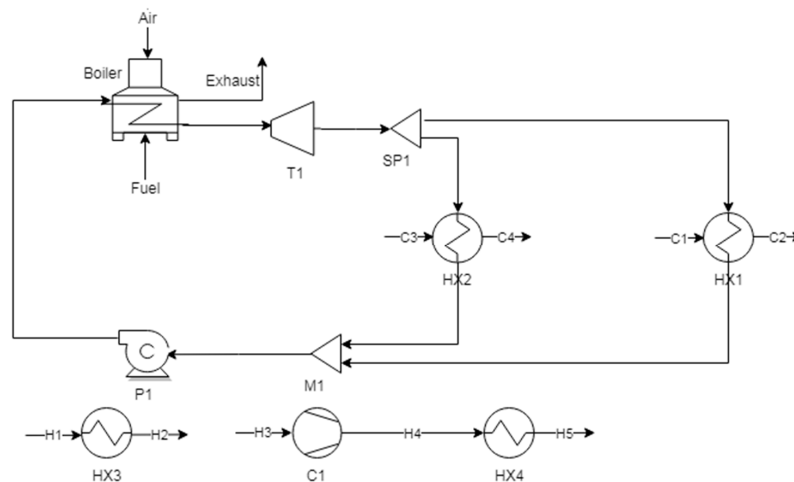 Air
Boiler
Exhaust
Fuel
T1
SP1
C3
C4
HX2
C1
C2
HX1
C
P1
M1
H1
H2
HX3
H3
C1
H4
HX4
H5